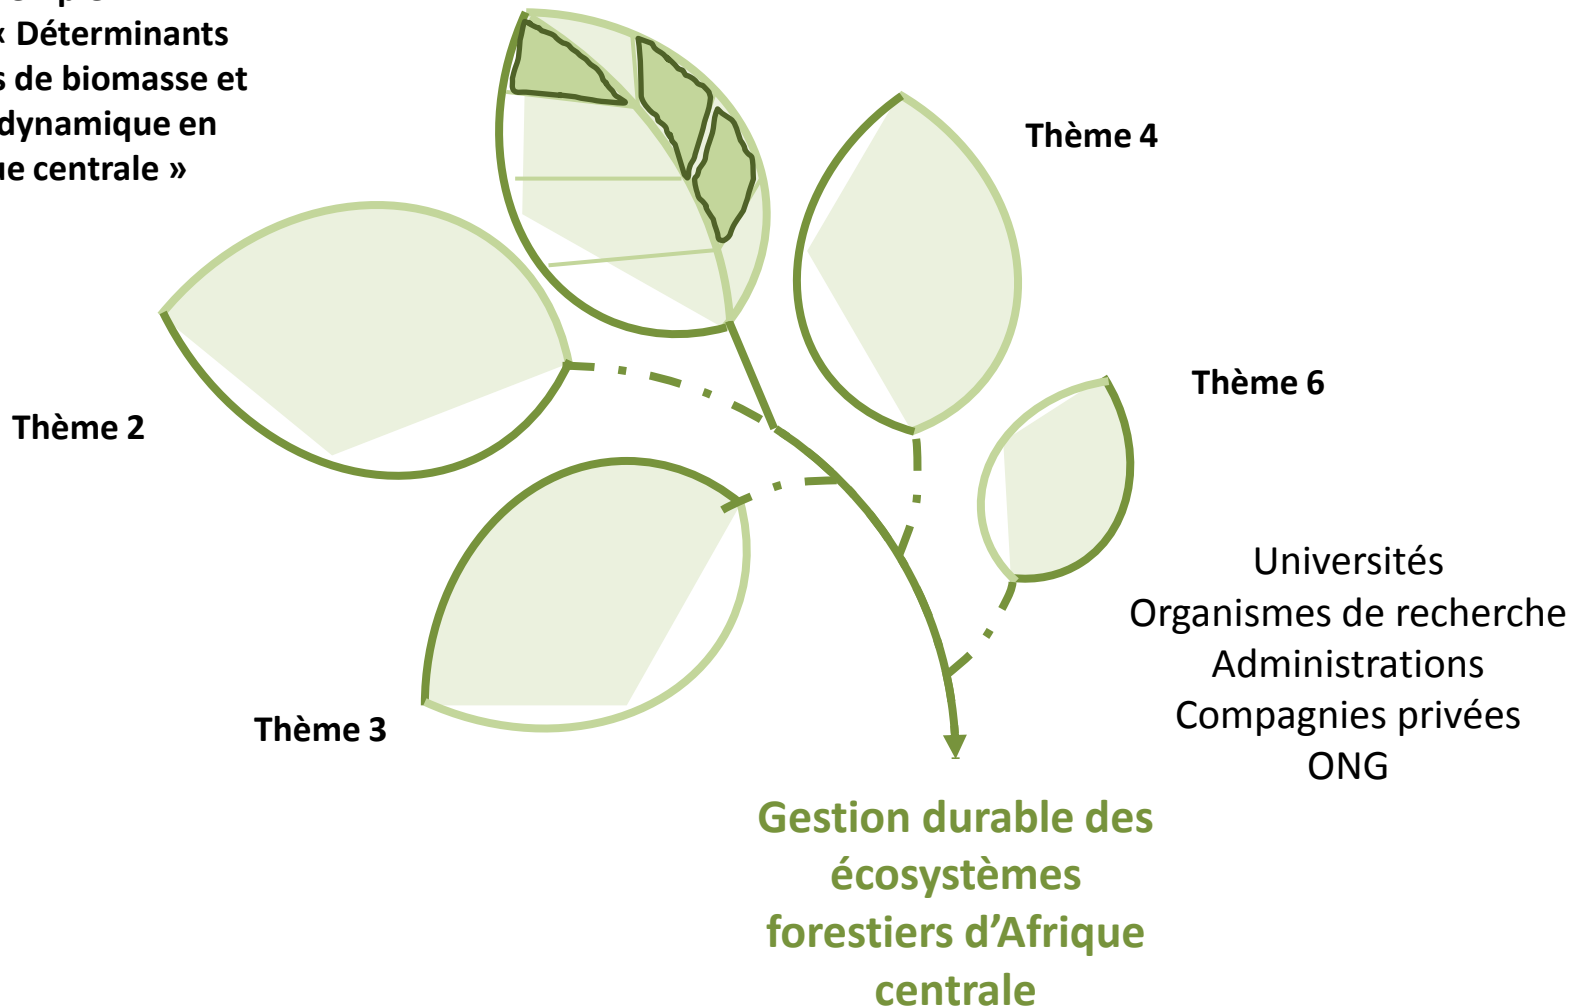 « Déterminants
de biomasse et
dynamique en
centrale »
Thème 4
Thème 6
Thème 2
Universités
Organismes de recherche
Administrations
Compagnies privées
ONG
Thème 3
Gestion durable des
écosystèmes
forestiers d’Afrique
centrale